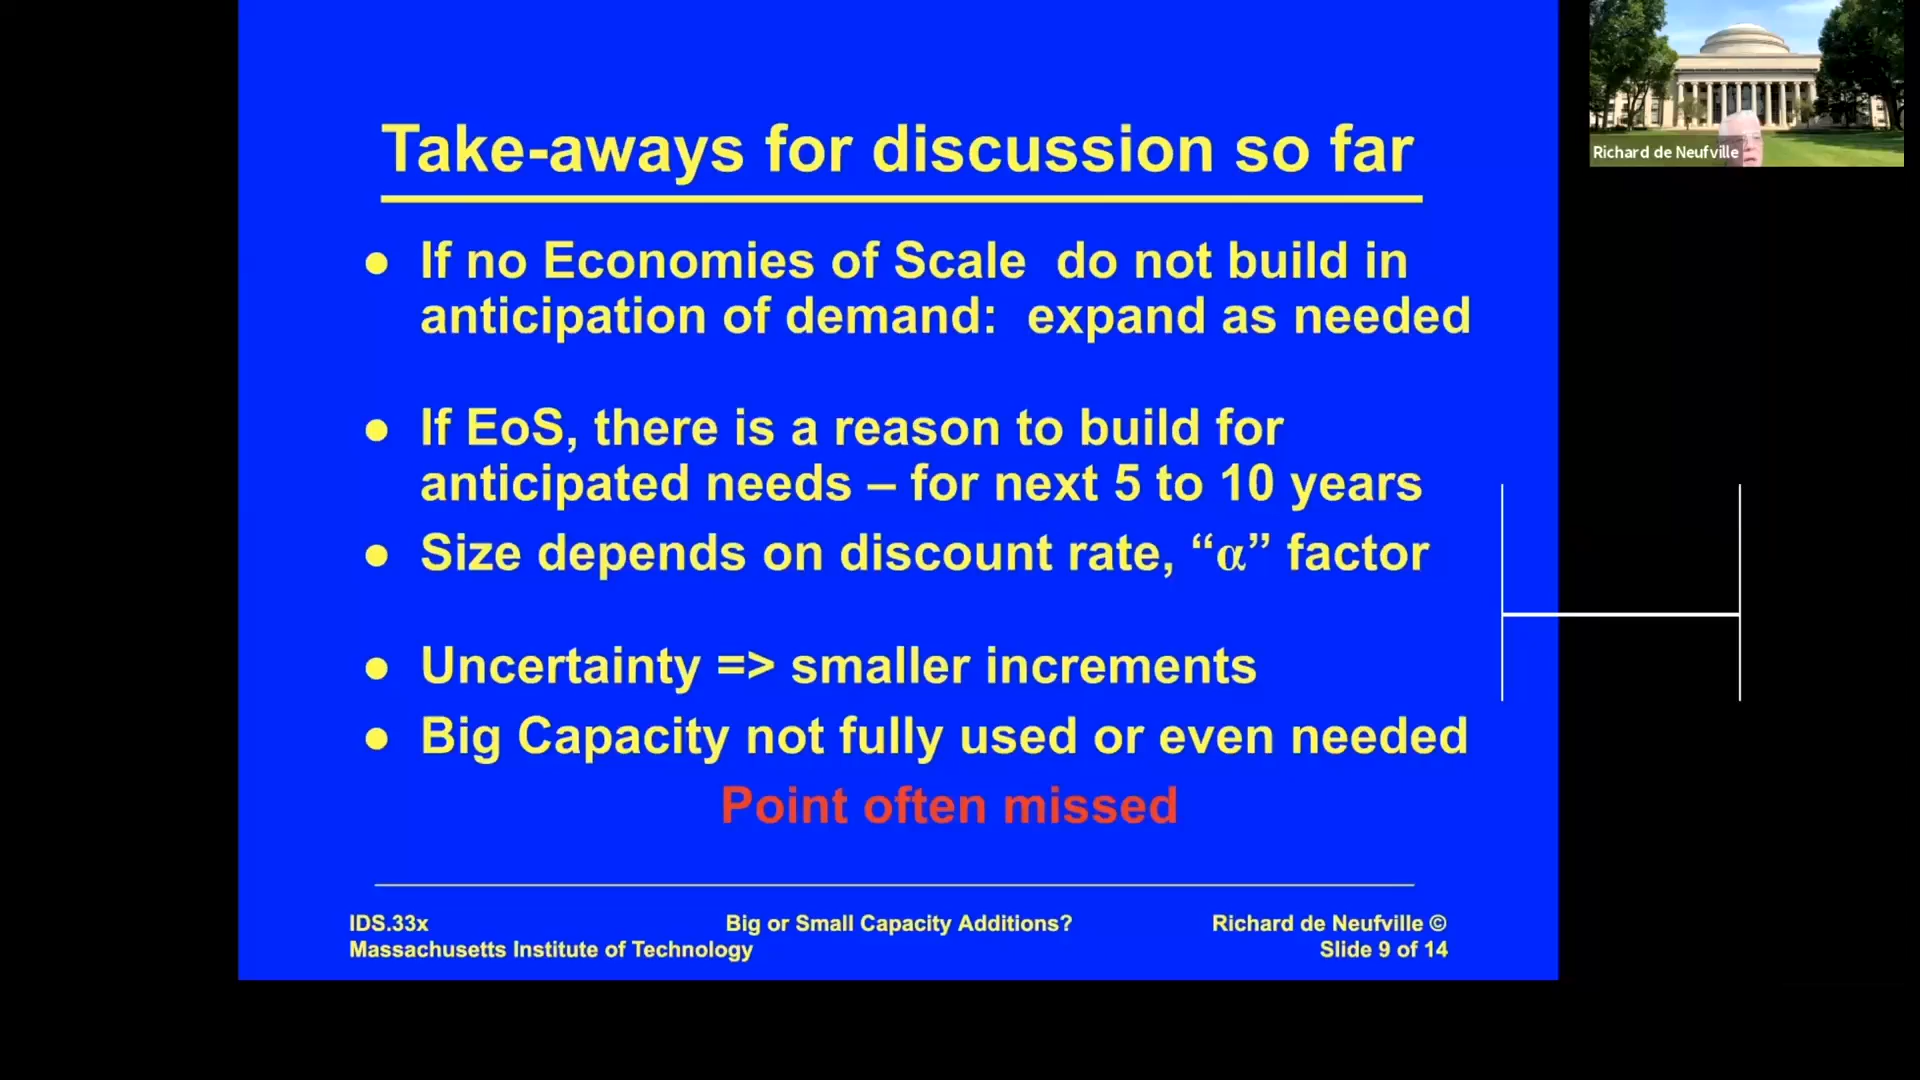 Take-aways for discussion so far
● If no Economies of Scale  do not build in
anticipation of demand:  expand as needed
● If EoS, there is a reason to build for
anticipated needs – for next 5 to 10 years
● Size depends on discount rate, “α” factor
● Uncertainty => smaller increments
● Big Capacity not fully used or even needed
Point often missed
IDS.33x
Massachusetts Institute of Technology
Big or Small Capacity Additions?
Richard de Neufville ©
Slide 9 of 14
Richard de Neufville